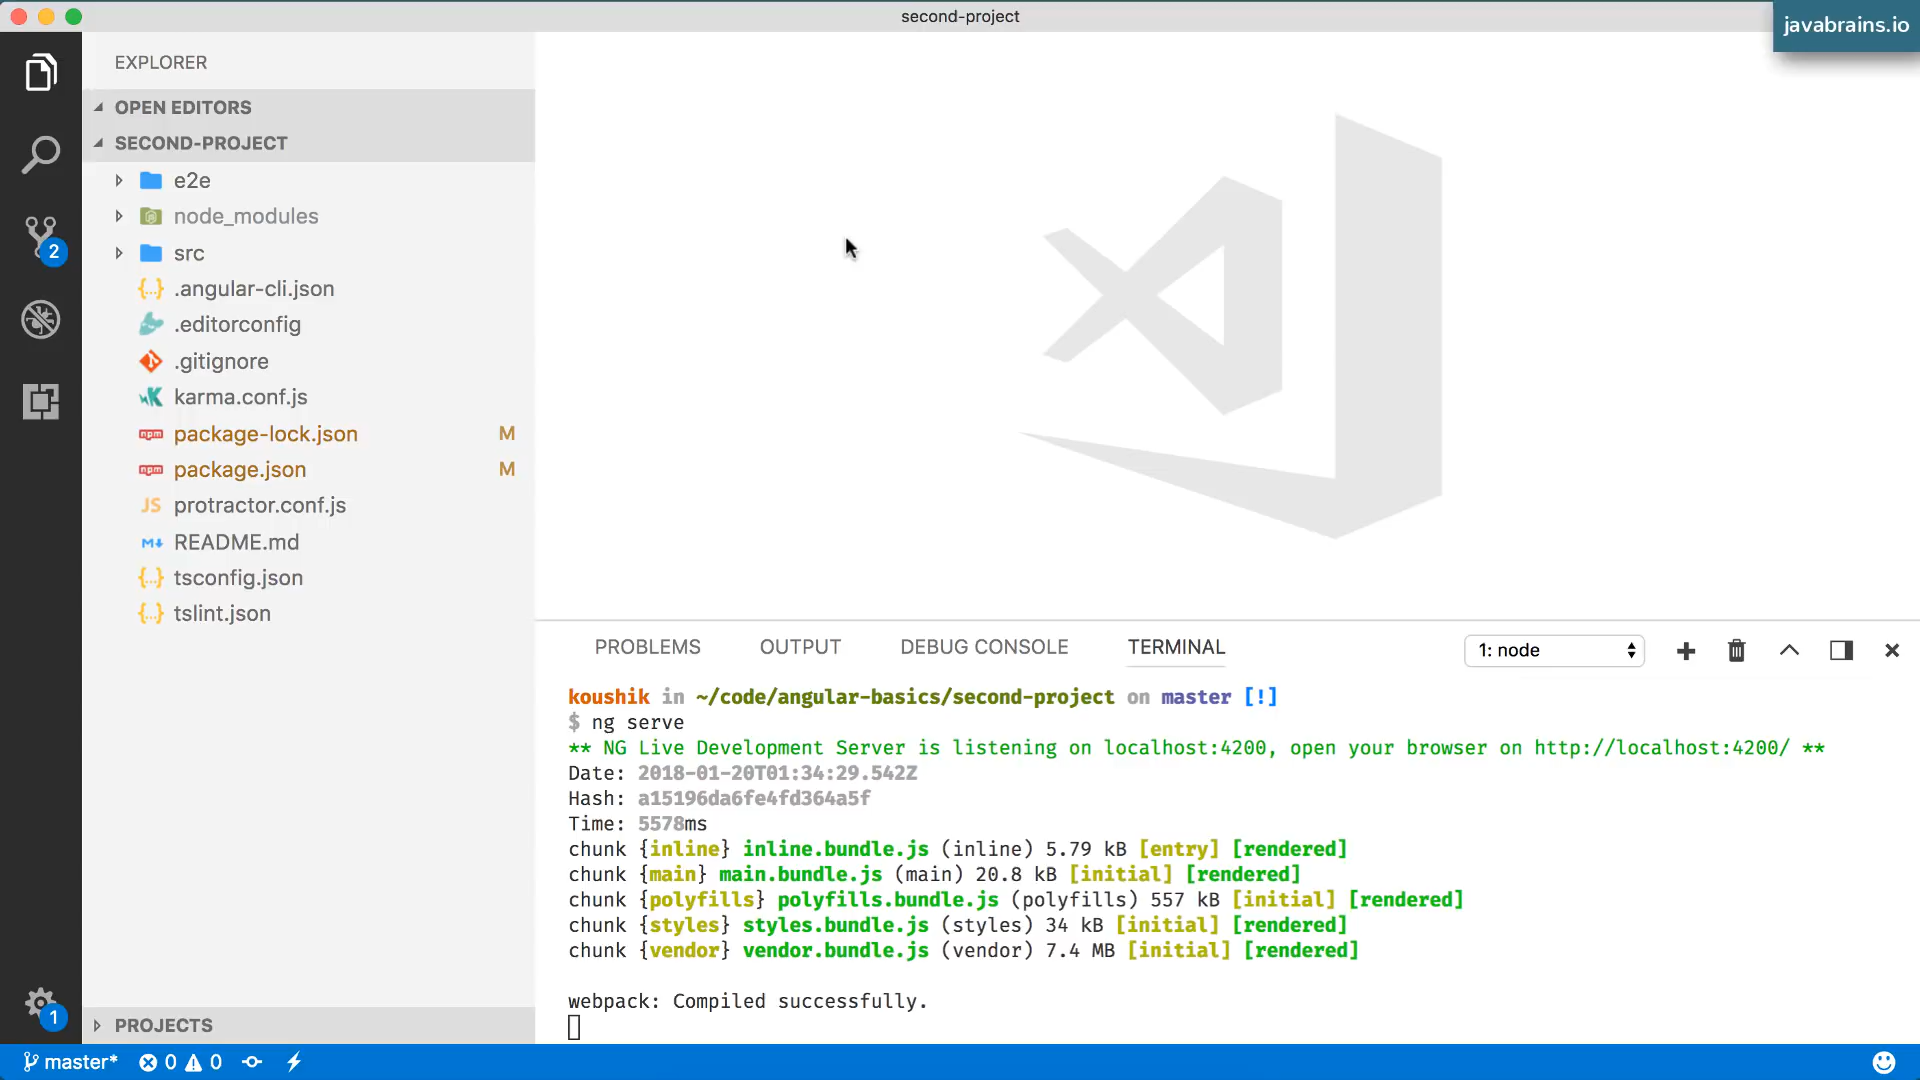 second-project
javabrains.io
EXPLORER
OPEN EDITORS
SECOND-PROJECT
e2e
node_modules
src
2
{..} .angular-cli.json
.editorconfig
.gitignore
karma.conf.js
npm package-lock.json M
npm package.json M
JS protractor.conf.js
M↓ README.md
{..} tsconfig.json
{..} tslint.json
PROJECTS
1
PROBLEMS OUTPUT DEBUG CONSOLE TERMINAL 1: node
koushik in ~/code/angular-basics/second-project on master [!]
$ ng serve
** NG Live Development Server is listening on localhost:4200, open your browser on http://localhost:4200/ **
Date: 2018-01-20T01:34:29.542Z
Hash: a15196da6fe4fd364a5f
Time: 5578ms
chunk {inline} inline.bundle.js (inline) 5.79 kB [entry] [rendered]
chunk {main} main.bundle.js (main) 20.8 kB [initial] [rendered]
chunk {polyfills} polyfills.bundle.js (polyfills) 557 kB [initial] [rendered]
chunk {styles} styles.bundle.js (styles) 34 kB [initial] [rendered]
chunk {vendor} vendor.bundle.js (vendor) 7.4 MB [initial] [rendered]
webpack: Compiled successfully.
master* 0 0